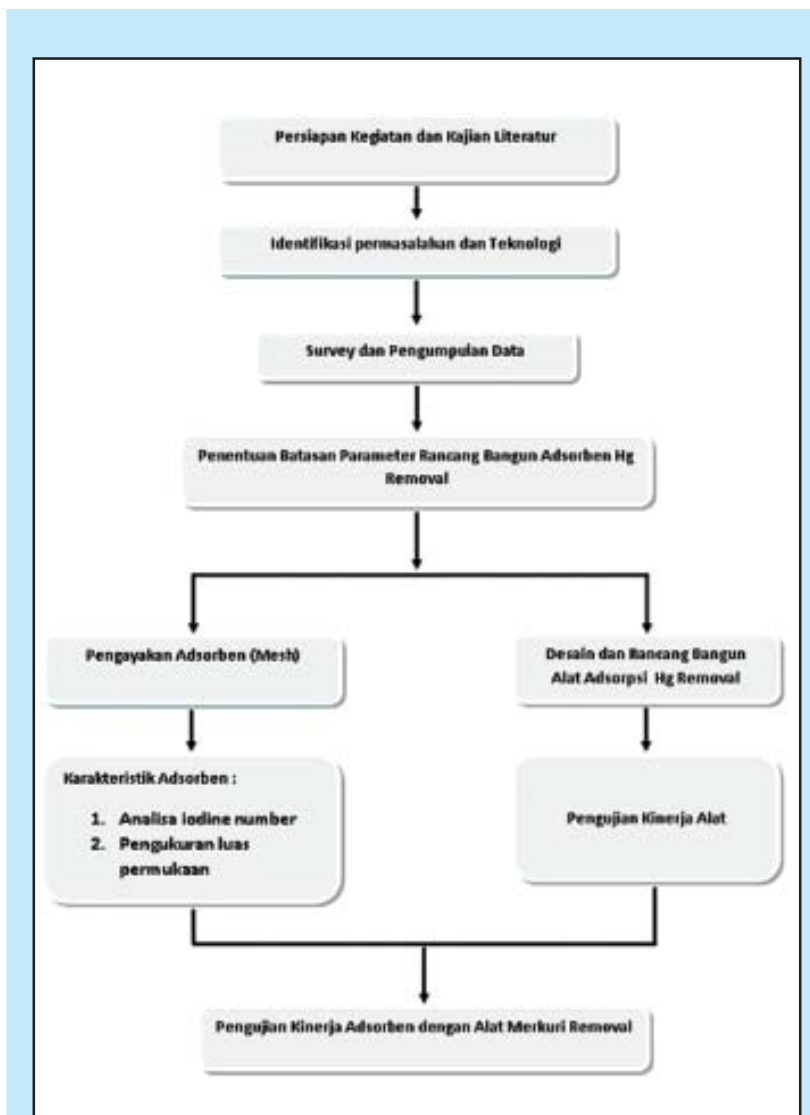 Persiapan Kegiatan dan Kajian Literatur
Identifikasi permasalahan dan Teknologi
Survey dan Pengumpulan Data
Penentuan Batasan Parameter Rancang Bangun Adsorben Hg
Removal
Pengayakan Adsorben (Mesh)
Desain dan Rancang Bangun
Alat Adsorpsi Hg Removal
Karakteristik Adsorben :
1. Analisa iodine number
2. Pengukuran luas
permukaan
Pengujian Kinerja Alat
Pengujian Kinerja Adsorben dengan Alat Merkuri Removal